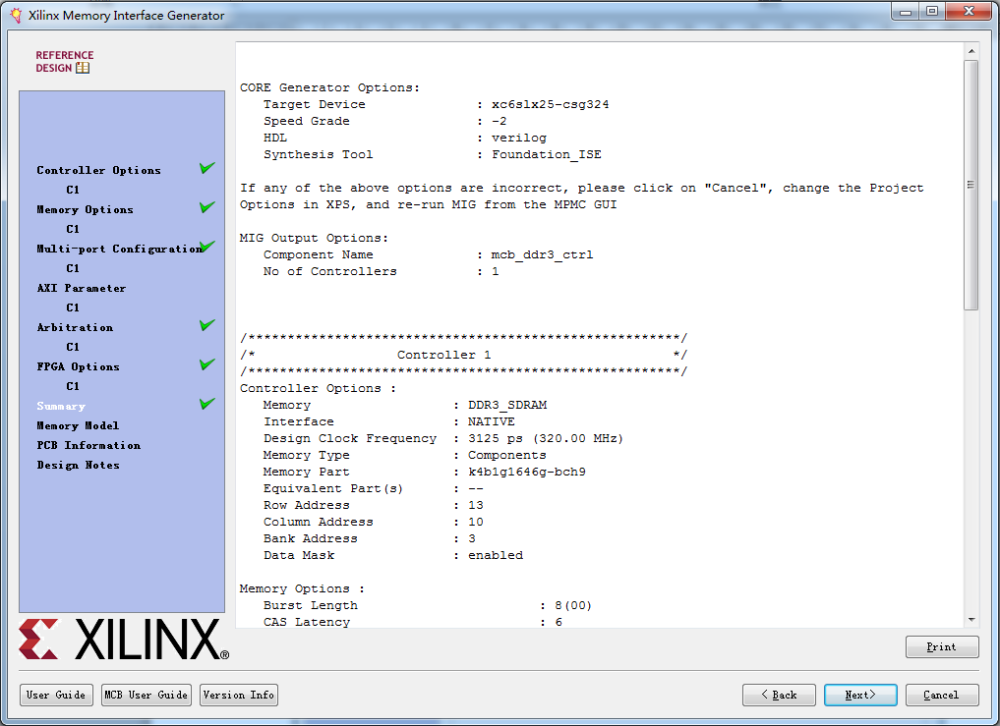 Xilinx Memory Interface Generator
REFERENCE
DESIGN
Controller Options
C1
Memory Options
C1
Multi-port Configuration
C1
AXI Parameter
C1
Arbitration
C1
FPGA Options
C1
Summary
Memory Model
PCB Information
Design Notes
XILINX®
CORE Generator Options:
Target Device : xc6slx25-csg324
Speed Grade : -2
HDL : verilog
Synthesis Tool : Foundation_ISE
If any of the above options are incorrect, please click on "Cancel", change the Project
Options in XPS, and re-run MIG from the MPMC GUI
MIG Output Options:
Component Name : mcb_ddr3_ctrl
No of Controllers : 1
/*******************************************************/
/* Controller 1 */
/*******************************************************/
Controller Options :
Memory : DDR3_SDRAM
Interface : NATIVE
Design Clock Frequency : 3125 ps (320.00 MHz)
Memory Type : Components
Memory Part : k4b1g1646g-bch9
Equivalent Part(s) : --
Row Address : 13
Column Address : 10
Bank Address : 3
Data Mask : enabled
Memory Options :
Burst Length : 8(00)
CAS Latency : 6
Print
User Guide
MCB User Guide
Version Info
< Back
Next>
Cancel